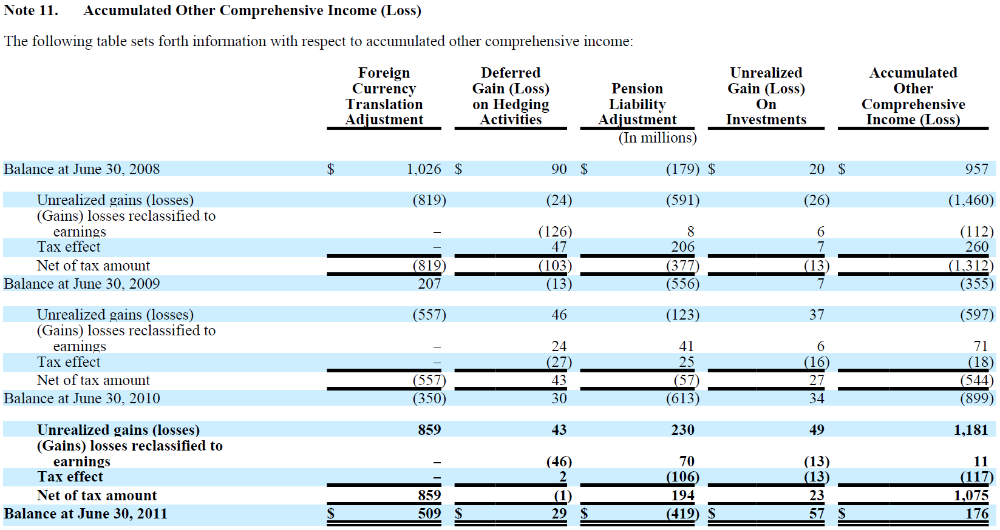 Note 11. Accumulated Other Comprehensive Income (Loss)
The following table sets forth information with respect to accumulated other comprehensive income:
Foreign Currency Translation Adjustment Deferred Gain (Loss) on Hedging Activities Pension Liability Adjustment Unrealized Gain (Loss) On Investments Accumulated Other Comprehensive Income (Loss)
(In millions)
Balance at June 30, 2008 $ 1,026 $ 90 $ (179) $ 20 $ 957
Unrealized gains (losses) (819) (24) (591) (26) (1,460)
(Gains) losses reclassified to
earnings – (126) 8 6 (112)
Tax effect – 47 206 7 260
Net of tax amount (819) (103) (377) (13) (1,312)
Balance at June 30, 2009 207 (13) (556) 7 (355)
Unrealized gains (losses) (557) 46 (123) 37 (597)
(Gains) losses reclassified to
earnings – 24 41 6 71
Tax effect – (27) 25 (16) (18)
Net of tax amount (557) 43 (57) 27 (544)
Balance at June 30, 2010 (350) 30 (613) 34 (899)
Unrealized gains (losses) 859 43 230 49 1,181
(Gains) losses reclassified to
earnings – (46) 70 (13) 11
Tax effect – 2 (106) (13) (117)
Net of tax amount 859 (1) 194 23 1,075
Balance at June 30, 2011 $ 509 $ 29 $ (419) $ 57 $ 176